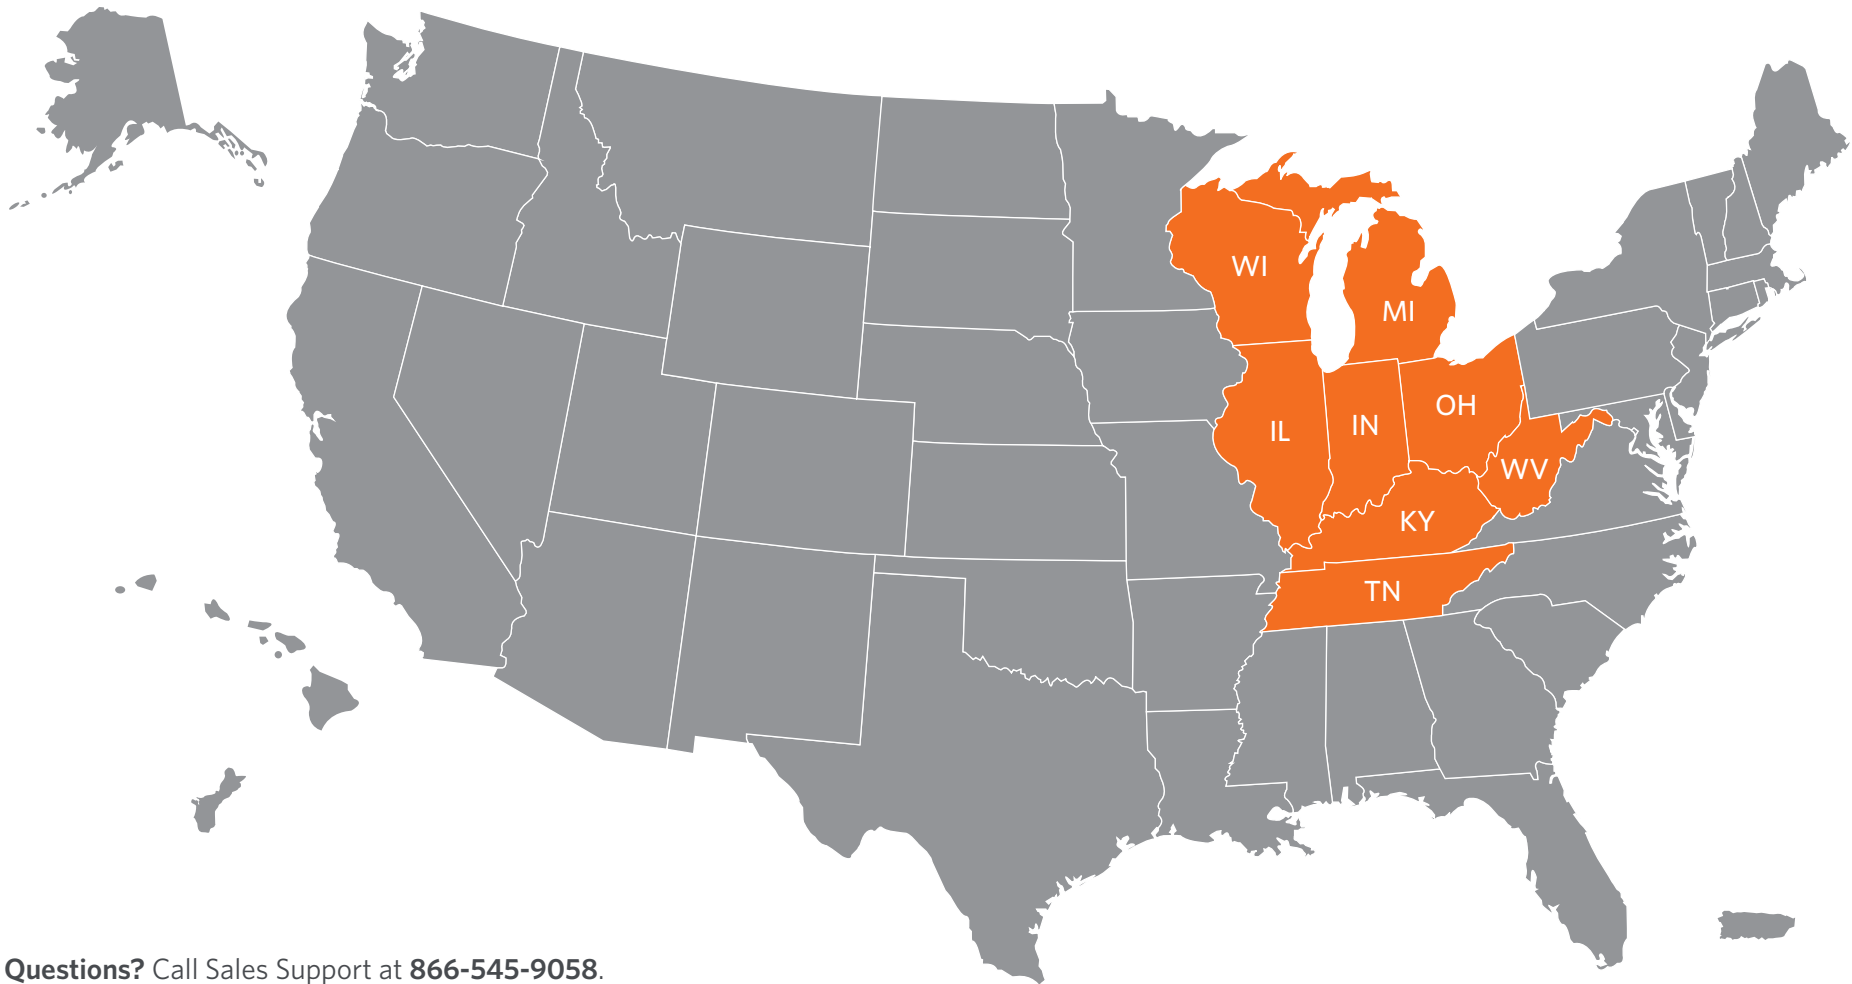 WI
MI
OH
IN
IL
WV
KY
TN
Questions? Call Sales Support at 866-545-9058.